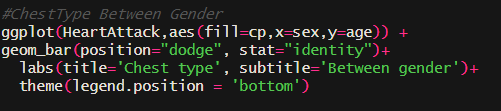 #ChestType Between Gender
ggplot(HeartAttack,aes(fill=cp,x=sex,y=age)) +
geom_bar(position="dodge", stat="identity")+
  labs(title='Chest type', subtitle='Between gender')+
  theme(legend.position = 'bottom')